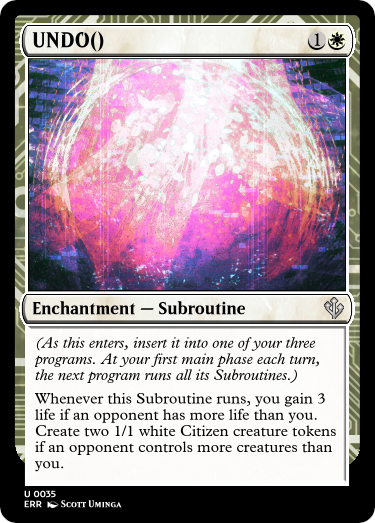 UNDO()
1
Enchantment — Subroutine
(As this enters, insert it into one of your three
programs. At your first main phase each turn,
the next program runs all its Subroutines.)
Whenever this Subroutine runs, you gain 3
life if an opponent has more life than you.
Create two 1/1 white Citizen creature tokens
if an opponent controls more creatures than
you.
U 0035
ERR Scott Uminga